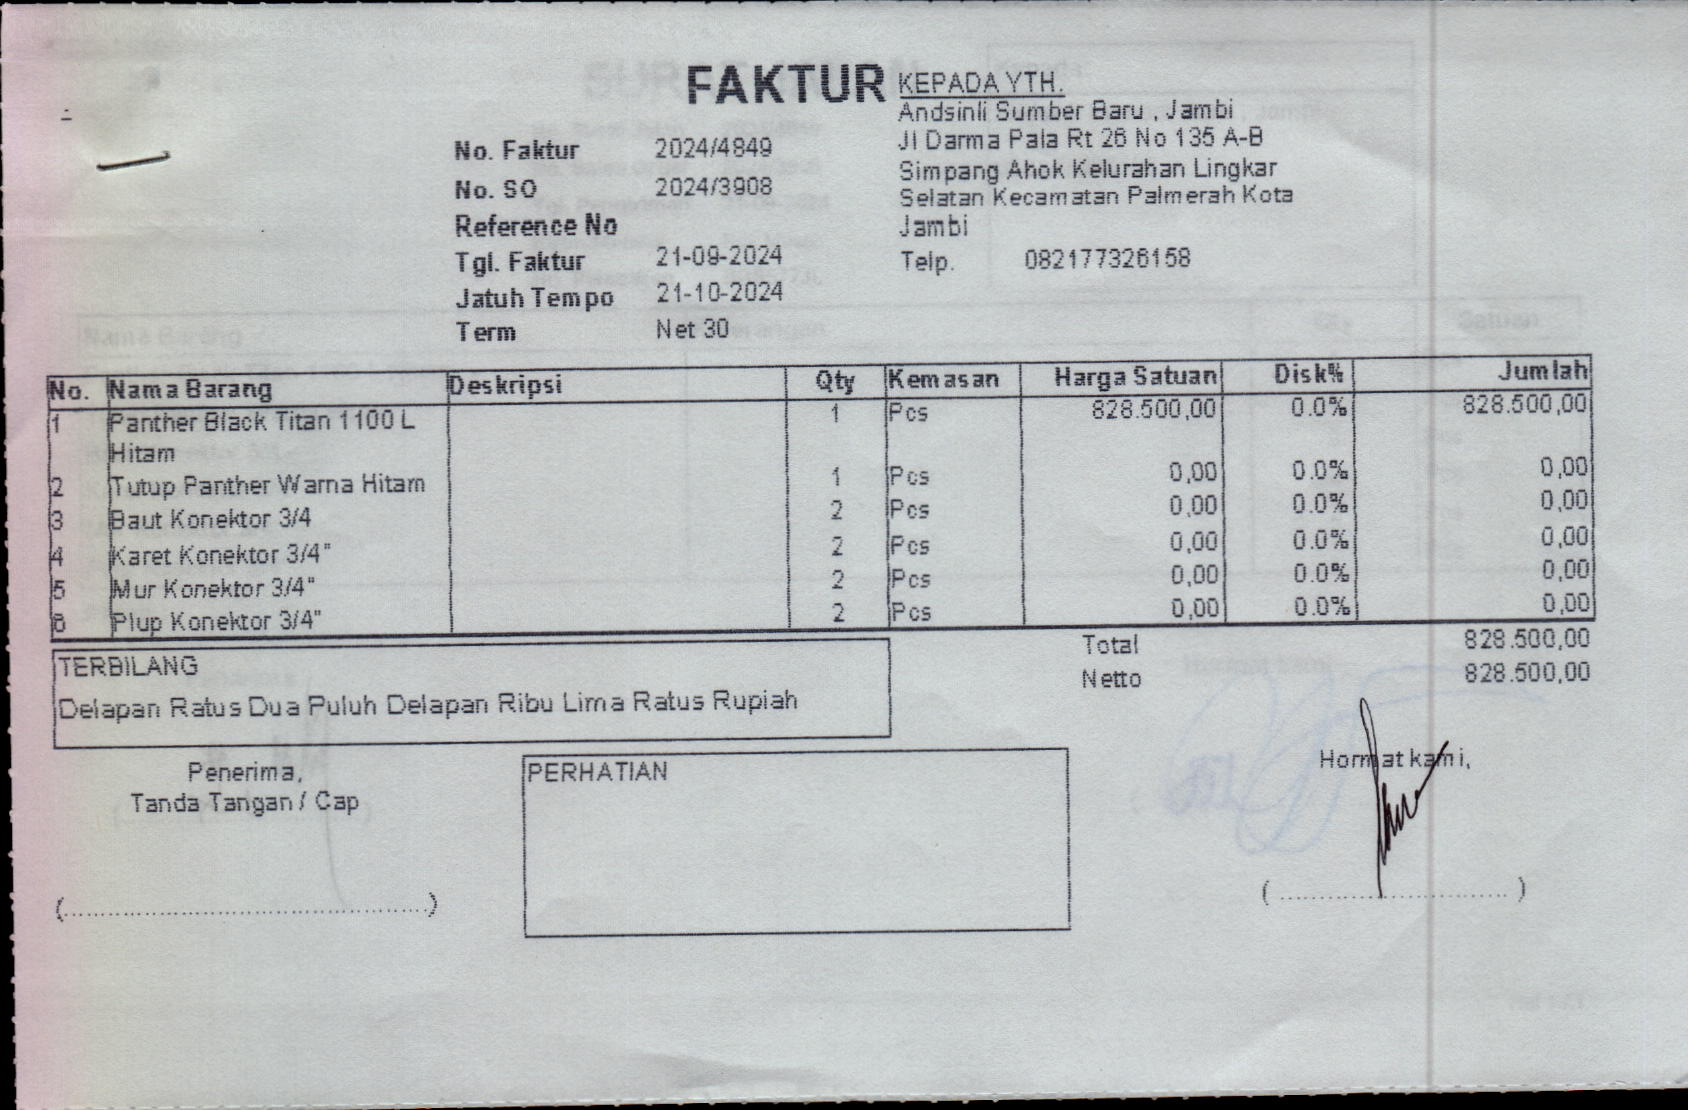 FAKTUR
KEPADA YTH.
Andsinli Sumber Baru , Jambi
Jl Darma Pala Rt 26 No 135 A-B
Simpang Ahok Kelurahan Lingkar
Selatan Kecamatan Palmerah Kota
Jambi
Telp. 082177326158
No. Faktur 2024/4849
No. SO 2024/3908
Reference No
Tgl. Faktur 21-09-2024
Jatuh Tempo 21-10-2024
Term Net 30
No. Nama Barang Deskripsi Qty Kemasan Harga Satuan Disk% Jumlah
1 Panther Black Titan 1100 L 1 Pcs 828.500,00 0.0% 828.500,00
Hitam
2 Tutup Panther Warna Hitam 1 Pcs 0,00 0.0% 0,00
3 Baut Konektor 3/4 2 Pcs 0,00 0.0% 0,00
4 Karet Konektor 3/4" 2 Pcs 0,00 0.0% 0,00
5 Mur Konektor 3/4" 2 Pcs 0,00 0.0% 0,00
6 Plup Konektor 3/4" 2 Pcs 0,00 0.0% 0,00
Total 828.500,00
Netto 828.500,00
TERBILANG
Delapan Ratus Dua Puluh Delapan Ribu Lima Ratus Rupiah
Penerima,
Tanda Tangan / Cap
PERHATIAN
Hormat kami,
(................................................)
(................................)